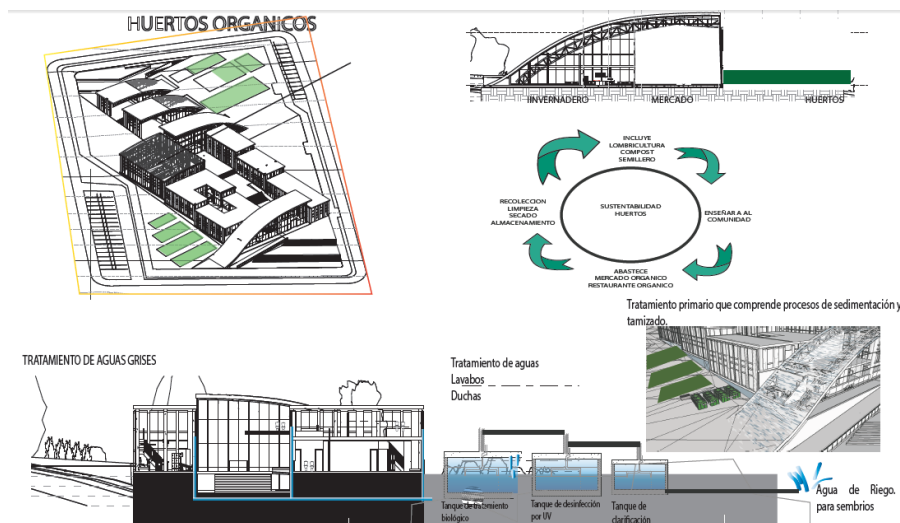 HUERTOS ORGANICOS
IINVERNADERO
MERCADO
HUERTOS
INCLUYE
LOMBRICULTURA
COMPOST
SEMILLERO
RECOLECCION
LIMPIEZA
SECADO
ALMACENAMIENTO
SUSTENTABILIDAD
HUERTOS
ENSEÑAR A AL
COMUNIDAD
ABASTECE
MERCADO ORGANICO
RESTAURANTE ORGANICO
Tratamiento primario que comprende procesos de sedimentación y
tamizado.
TRATAMIENTO DE AGUAS GRISES
Tratamiento de aguas
Lavabos
Duchas
Tanque de tratamiento
biológico
Tanque de desinfección
por UV
Tanque de
clarificación
Agua de Riego.
para sembrios